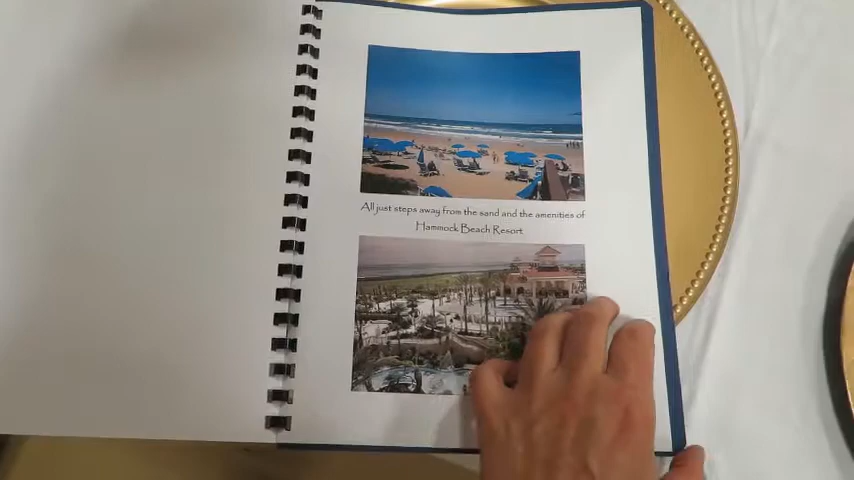 All just steps away from the sand and the amenities of
Hammock Beach Resort.